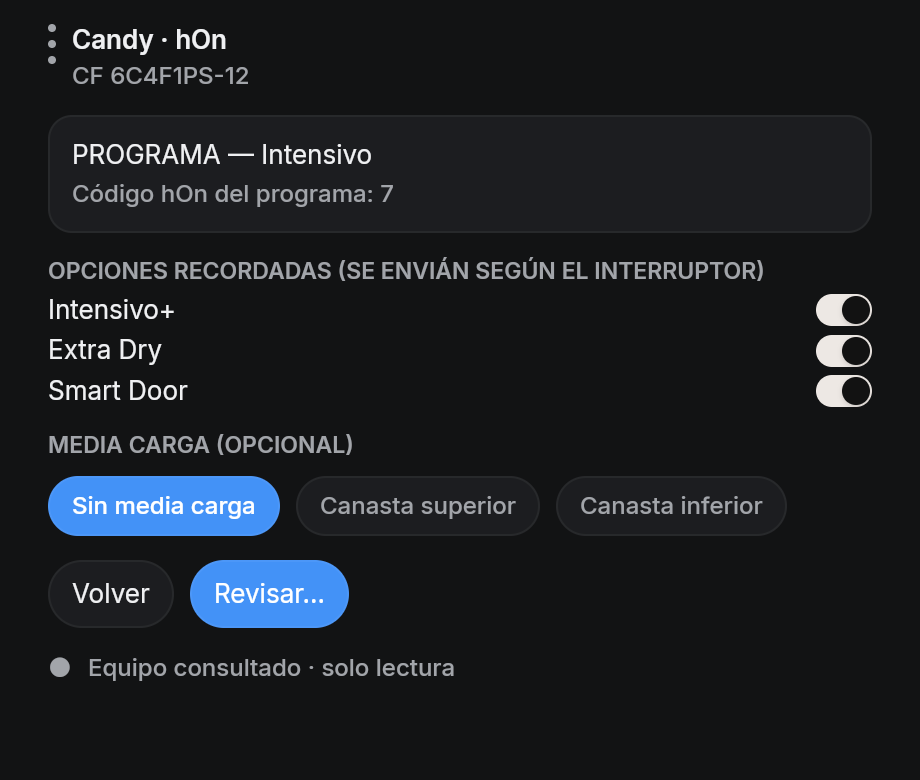 Candy · hOn
CF 6C4F1PS-12
PROGRAMA — Intensivo
Código hOn del programa: 7
OPCIONES RECORDADAS (SE ENVIÁN SEGÚN EL INTERRUPTOR)
Intensivo+
Extra Dry
Smart Door
MEDIA CARGA (OPCIONAL)
Sin media carga
Canasta superior
Canasta inferior
Volver
Revisar...
Equipo consultado · solo lectura